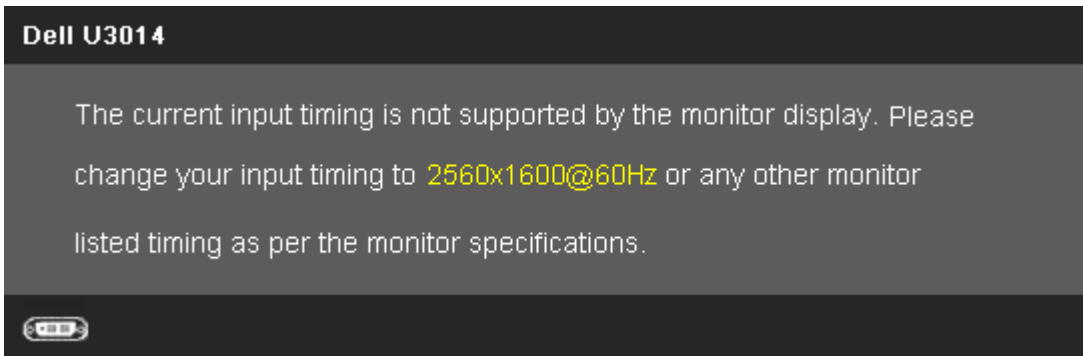 Dell U3014
The current input timing is not supported by the monitor display. Please
change your input timing to 2560x1600@60Hz or any other monitor
listed timing as per the monitor specifications.